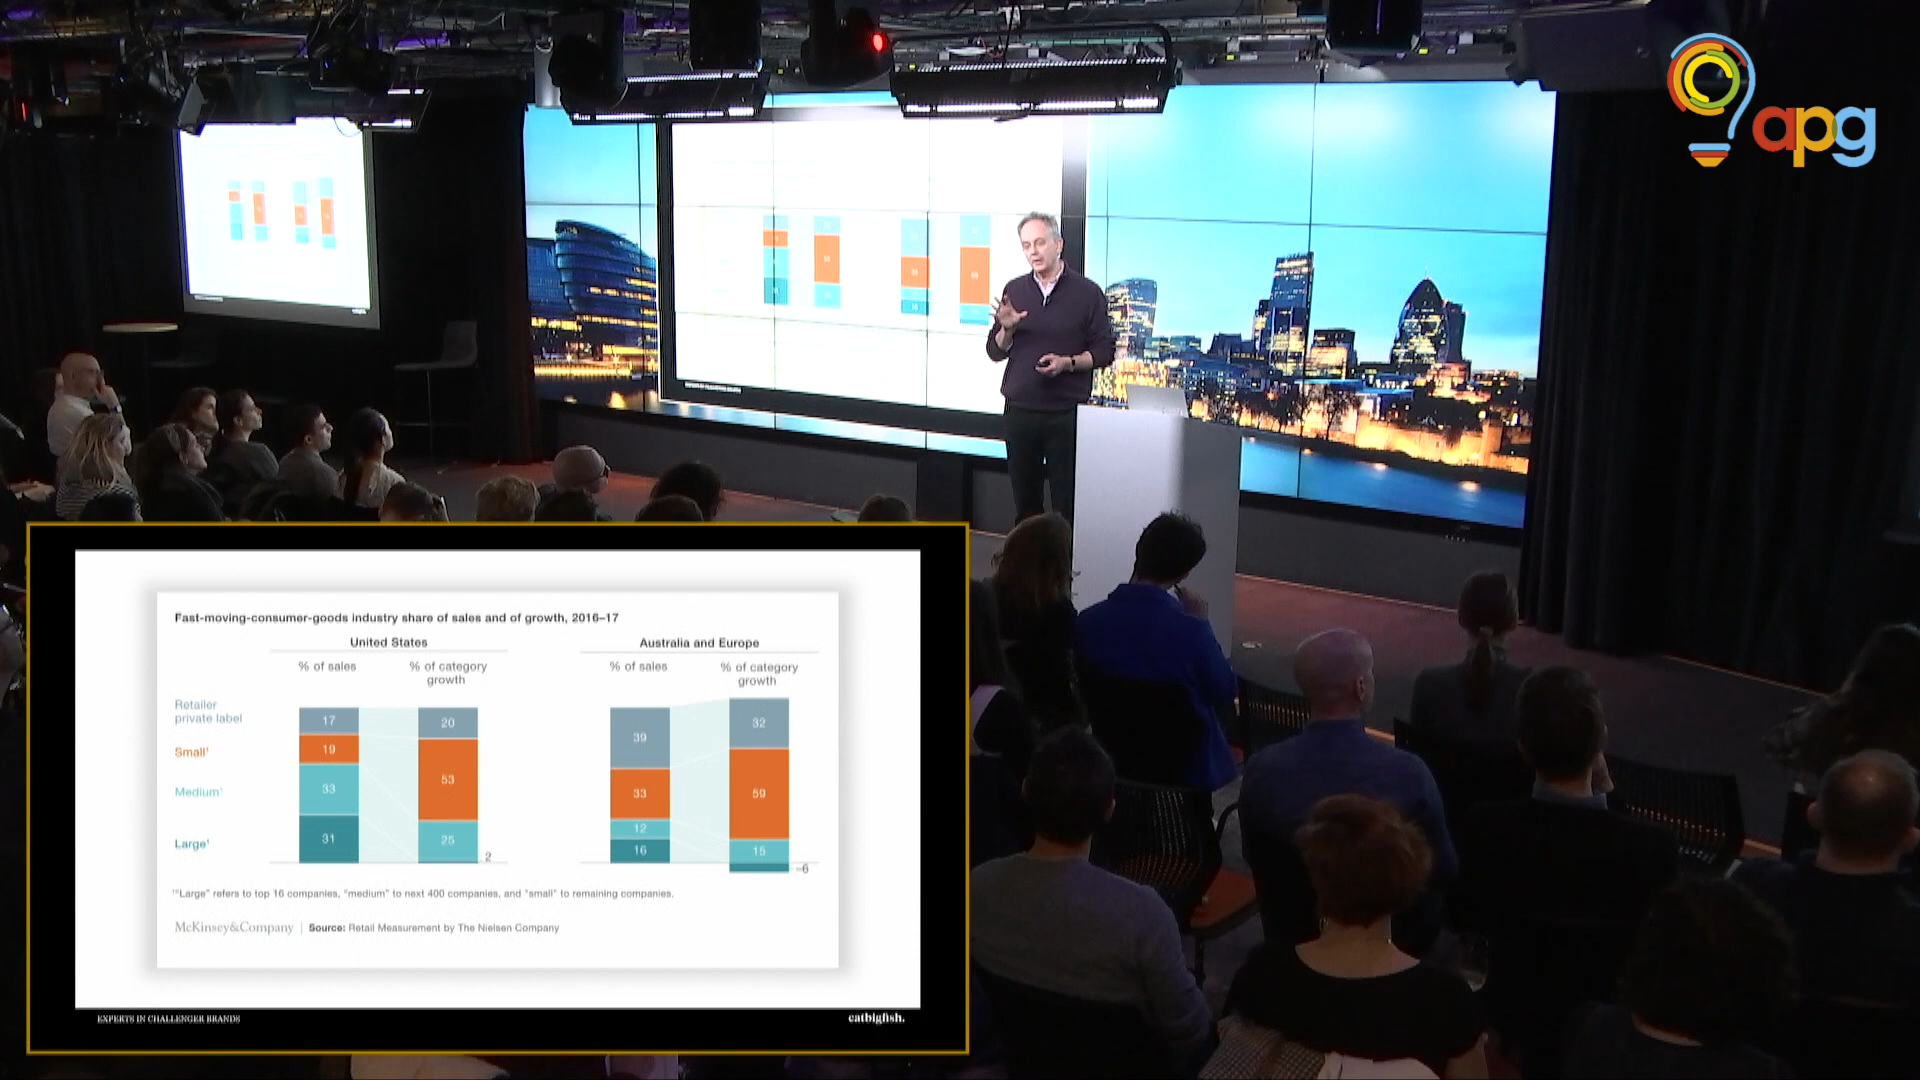 apg
Fast-moving-consumer-goods industry share of sales and of growth, 2016–17
United States
Australia and Europe
% of sales
% of category
growth
% of sales
% of category
growth
Retailer
private label
17
20
39
32
Small¹
19
53
33
59
Medium¹
33
25
12
15
Large¹
31
2
16
–6
¹"Large" refers to top 16 companies, "medium" to next 400 companies, and "small" to remaining companies.
McKinsey&Company | Source: Retail Measurement by The Nielsen Company
EXPERTS IN CHALLENGER BRANDS
eatbigfish.